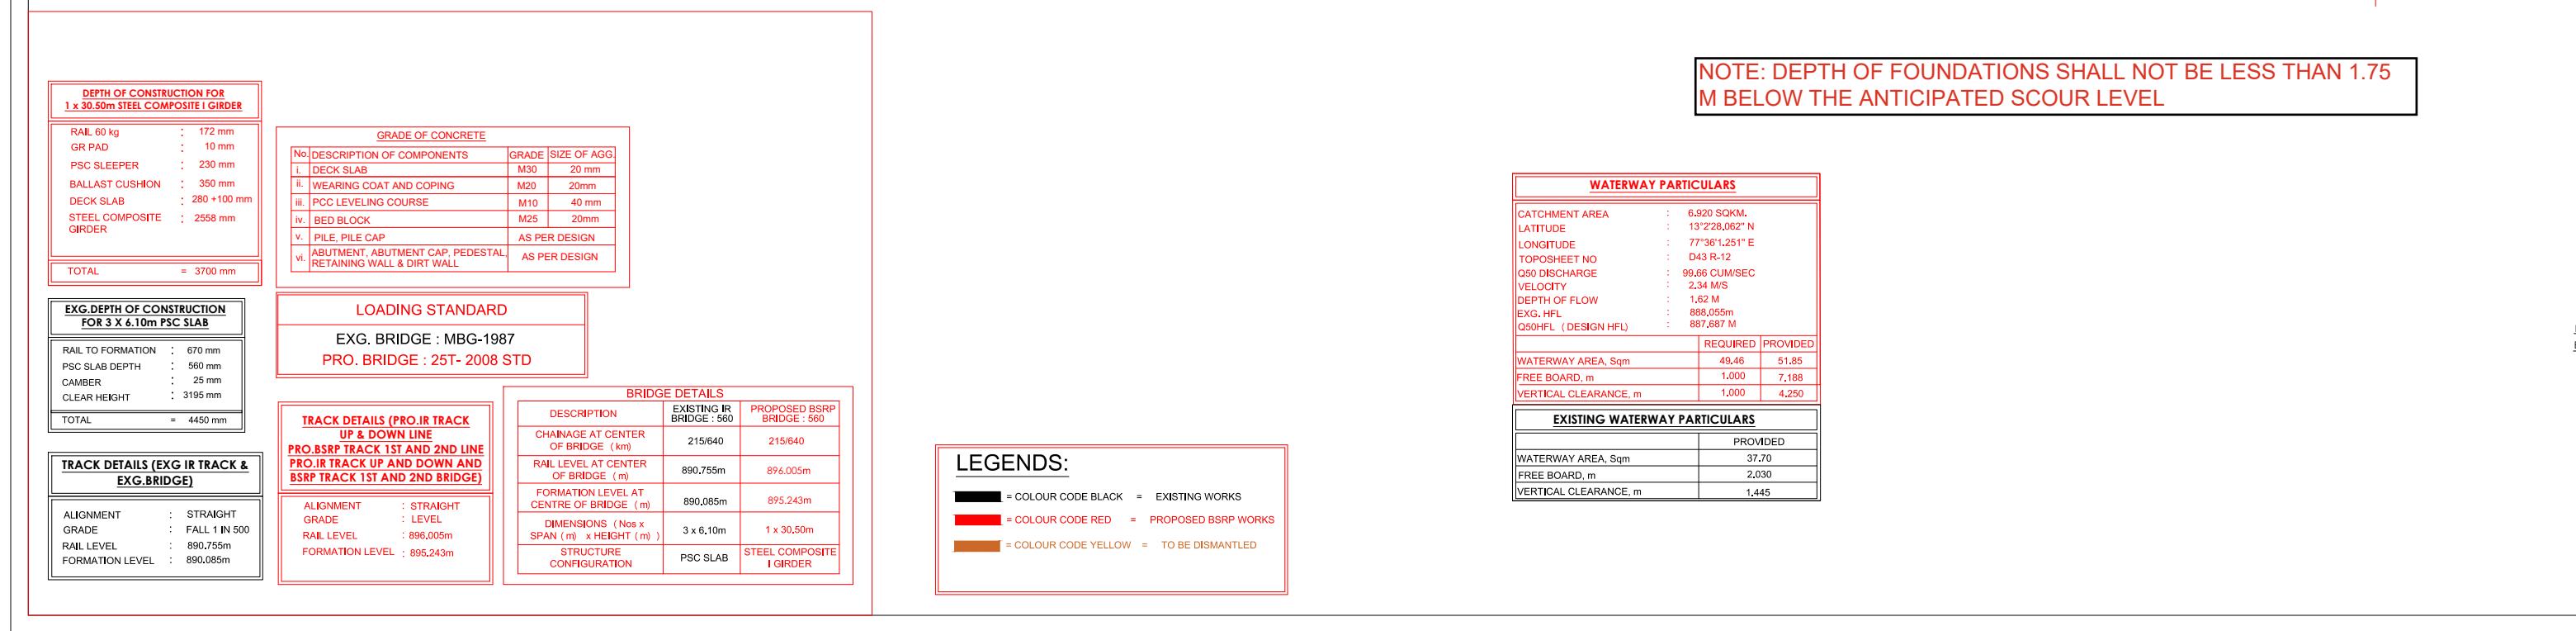 NOTE: DEPTH OF FOUNDATIONS SHALL NOT BE LESS THAN 1.75
M BELOW THE ANTICIPATED SCOUR LEVEL
DEPTH OF CONSTRUCTION FOR
1 x 30.50m STEEL COMPOSITE I GIRDER
RAIL 60 kg : 172 mm
GR PAD : 10 mm
PSC SLEEPER : 230 mm
BALLAST CUSHION : 350 mm
DECK SLAB : 280 +100 mm
STEEL COMPOSITE : 2558 mm
GIRDER
TOTAL = 3700 mm
EXG.DEPTH OF CONSTRUCTION
FOR 3 X 6.10m PSC SLAB
RAIL TO FORMATION : 670 mm
PSC SLAB DEPTH : 560 mm
CAMBER : 25 mm
CLEAR HEIGHT : 3195 mm
TOTAL = 4450 mm
TRACK DETAILS (EXG IR TRACK &
EXG.BRIDGE)
ALIGNMENT : STRAIGHT
GRADE : FALL 1 IN 500
RAIL LEVEL : 890.755m
FORMATION LEVEL : 890.085m
GRADE OF CONCRETE
No. DESCRIPTION OF COMPONENTS GRADE SIZE OF AGG.
i. DECK SLAB M30 20 mm
ii. WEARING COAT AND COPING M20 20mm
iii. PCC LEVELING COURSE M10 40 mm
iv. BED BLOCK M25 20mm
v. PILE, PILE CAP AS PER DESIGN
vi. ABUTMENT, ABUTMENT CAP, PEDESTAL, AS PER DESIGN
RETAINING WALL & DIRT WALL
LOADING STANDARD
EXG. BRIDGE : MBG-1987
PRO. BRIDGE : 25T- 2008 STD
TRACK DETAILS (PRO.IR TRACK
UP & DOWN LINE
PRO.BSRP TRACK 1ST AND 2ND LINE
PRO.IR TRACK UP AND DOWN AND
BSRP TRACK 1ST AND 2ND BRIDGE)
ALIGNMENT : STRAIGHT
GRADE : LEVEL
RAIL LEVEL : 896.005m
FORMATION LEVEL : 895.243m
BRIDGE DETAILS
DESCRIPTION EXISTING IR PROPOSED BSRP
BRIDGE : 560 BRIDGE : 560
CHAINAGE AT CENTER
OF BRIDGE (km) 215/640 215/640
RAIL LEVEL AT CENTER
OF BRIDGE (m) 890.755m 896.005m
FORMATION LEVEL AT
CENTRE OF BRIDGE (m) 890.085m 895.243m
DIMENSIONS (Nos x
SPAN (m) x HEIGHT (m) ) 3 x 6.10m 1 x 30.50m
STRUCTURE PSC SLAB STEEL COMPOSITE
CONFIGURATION I GIRDER
LEGENDS:
= COLOUR CODE BLACK = EXISTING WORKS
= COLOUR CODE RED = PROPOSED BSRP WORKS
= COLOUR CODE YELLOW = TO BE DISMANTLED
WATERWAY PARTICULARS
CATCHMENT AREA : 6.920 SQKM.
LATITUDE : 13°2'28.062" N
LONGITUDE : 77°36'1.251" E
TOPOSHEET NO : D43 R-12
Q50 DISCHARGE : 99.66 CUM/SEC
VELOCITY : 2.34 M/S
DEPTH OF FLOW : 1.62 M
EXG. HFL : 888.055m
Q50HFL ( DESIGN HFL) : 887.687 M
REQUIRED PROVIDED
WATERWAY AREA, Sqm 49.46 51.85
FREE BOARD, m 1.000 7.188
VERTICAL CLEARANCE, m 1.000 4.250
EXISTING WATERWAY PARTICULARS
PROVIDED
WATERWAY AREA, Sqm 37.70
FREE BOARD, m 2.030
VERTICAL CLEARANCE, m 1.445